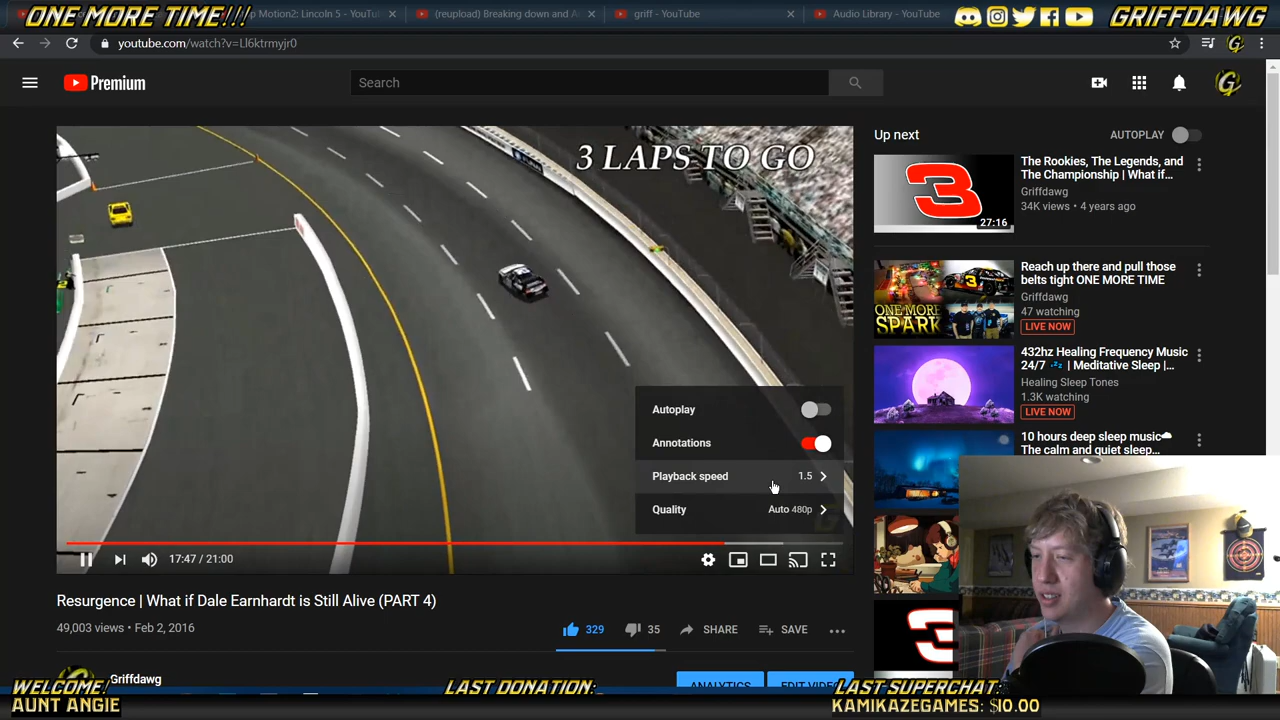 ONE MORE TIME!!!
Motion2: Lincoln 5 - YouTu
(reupload) Breaking down and A
griff - YouTube
Audio Library - YouTube
GRIFFDAWG
youtube.com/watch?v=Ll6ktrmyjr0
Premium
Search
3 LAPS TO GO
Autoplay
Annotations
Playback speed 1.5
Quality Auto 480p
17:47 / 21:00
Resurgence | What if Dale Earnhardt is Still Alive (PART 4)
49,003 views • Feb 2, 2016
329 35 SHARE SAVE
Griffdawg
ANALYTICS EDIT VIDEO
Up next AUTOPLAY
3
27:16
The Rookies, The Legends, and
The Championship | What if...
Griffdawg
34K views • 4 years ago
ONE MORE
SPARK
3
Reach up there and pull those
belts tight ONE MORE TIME
Griffdawg
47 watching
LIVE NOW
432hz Healing Frequency Music
24/7 💤 | Meditative Sleep |...
Healing Sleep Tones
1.3K watching
LIVE NOW
10 hours deep sleep music☁
The calm and quiet sleep...
WELCOME!
AUNT ANGIE
LAST DONATION:
LAST SUPERCHAT:
KAMIKAZEGAMES: $10.00